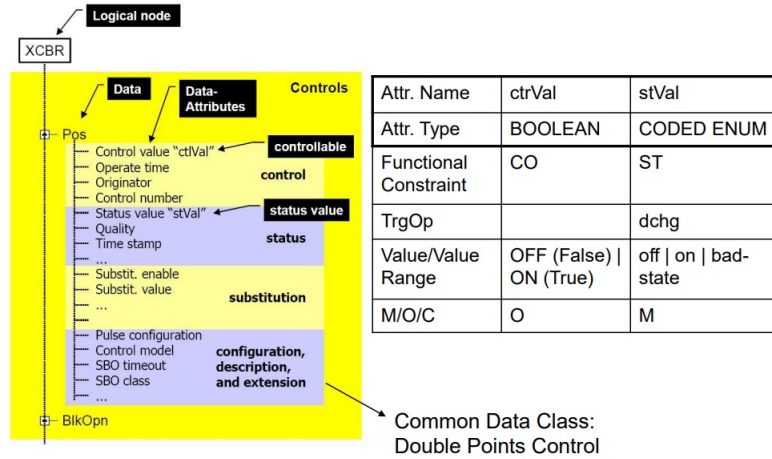 Logical node
XCBR
Data
Data-
Attributes
Controls
Pos
Control value “ctlVal”
controllable
Operate time
control
Originator
Control number
Status value “stVal”
status value
Quality
status
Time stamp
...
Substit. enable
Substit. value
substitution
...
Pulse configuration
Control model
configuration,
SBO timeout
description,
SBO class
and extension
...
BlkOpn
Attr. Name ctrVal stVal
Attr. Type BOOLEAN CODED ENUM
Functional
Constraint CO ST
TrgOp dchg
Value/Value
Range
OFF (False) |
ON (True)
off | on | bad-
state
M/O/C O M
Common Data Class:
Double Points Control